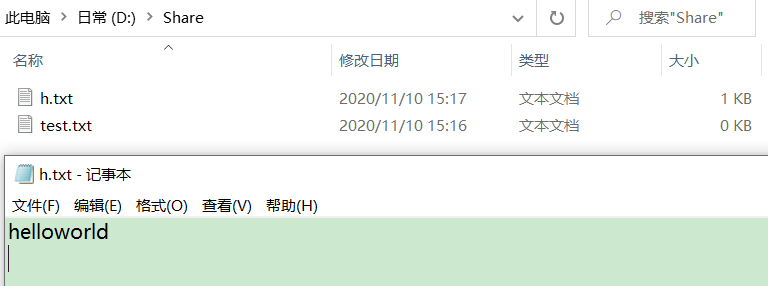 此电脑 > 日常 (D:) > Share 搜索"Share"
名称 修改日期 类型 大小
h.txt 2020/11/10 15:17 文本文档 1 KB
test.txt 2020/11/10 15:16 文本文档 0 KB
h.txt - 记事本
文件(F) 编辑(E) 格式(O) 查看(V) 帮助(H)
helloworld